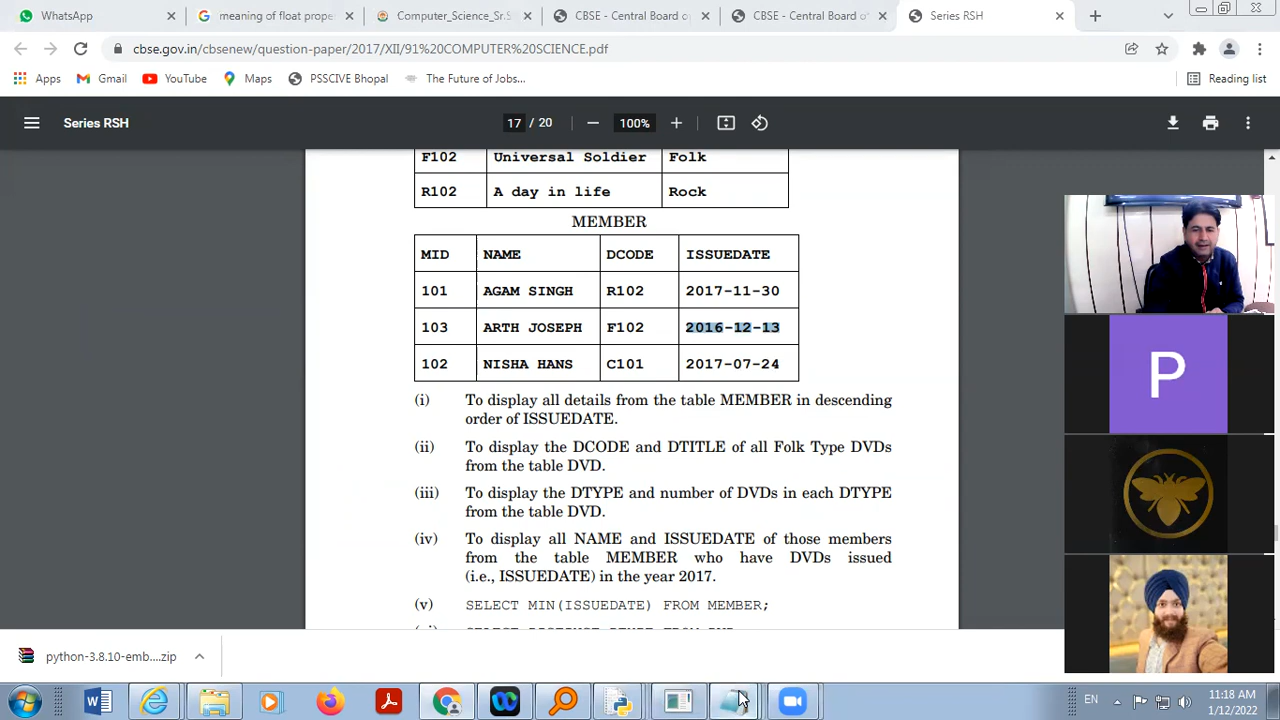 WhatsApp
meaning of float prope
Computer_Science_Sr.S
CBSE - Central Board o
CBSE - Central Board of
Series RSH
cbse.gov.in/cbsenew/question-paper/2017/XII/91%20COMPUTER%20SCIENCE.pdf
Apps
Gmail
YouTube
Maps
PSSCIVE Bhopal
The Future of Jobs...
Reading list
Series RSH
17 / 20
100%
F102 Universal Soldier Folk
R102 A day in life Rock
MEMBER
MID NAME DCODE ISSUEDATE
101 AGAM SINGH R102 2017-11-30
103 ARTH JOSEPH F102 2016-12-13
102 NISHA HANS C101 2017-07-24
(i) To display all details from the table MEMBER in descending
order of ISSUEDATE.
(ii) To display the DCODE and DTITLE of all Folk Type DVDs
from the table DVD.
(iii) To display the DTYPE and number of DVDs in each DTYPE
from the table DVD.
(iv) To display all NAME and ISSUEDATE of those members
from the table MEMBER who have DVDs issued
(i.e., ISSUEDATE) in the year 2017.
(v) SELECT MIN(ISSUEDATE) FROM MEMBER;
P
python-3.8.10-emb....zip
EN
11:18 AM
1/12/2022